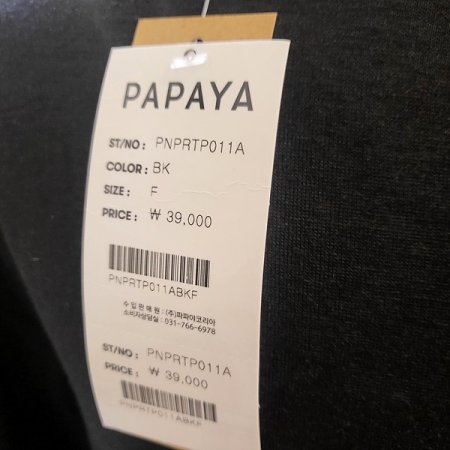 PAPAYA
ST/NO : PNPRTP011A
COLOR : BK
SIZE : F
PRICE : ₩ 39,000
PNPRTP011ABKF
수 입 판 매 원 : (주)파파야코리아
소비자상담실 : 031-766-6978
ST/NO : PNPRTP011A
PRICE : ₩ 39,000
PNPRTP011ABKF